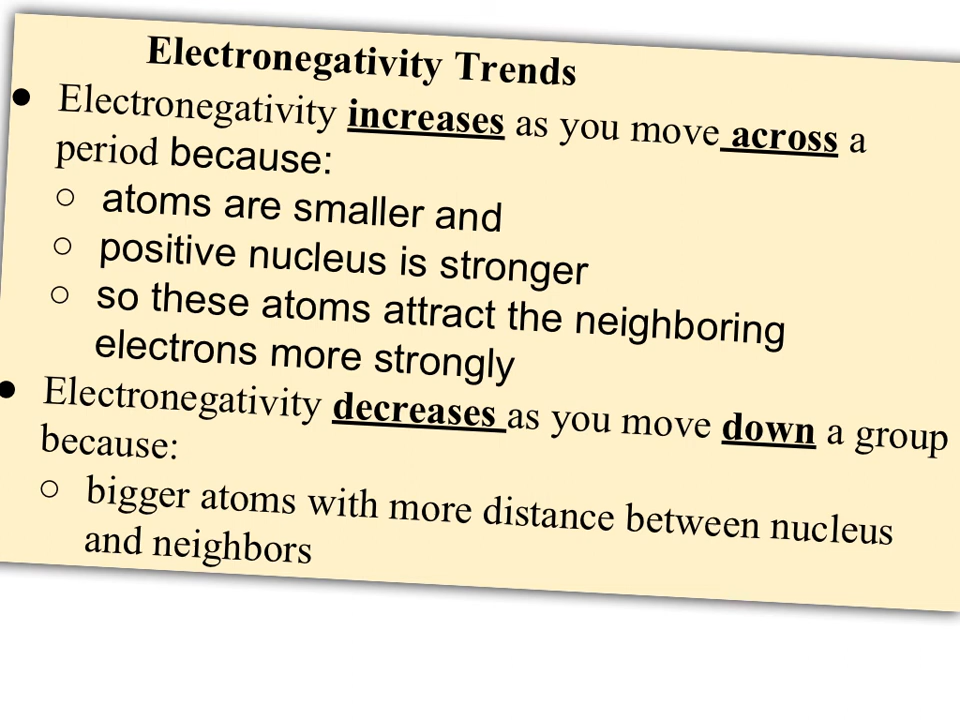 Electronegativity Trends
● Electronegativity increases as you move across a
period because:
○ atoms are smaller and
○ positive nucleus is stronger
○ so these atoms attract the neighboring
electrons more strongly
● Electronegativity decreases as you move down a group
because:
○ bigger atoms with more distance between nucleus
and neighbors